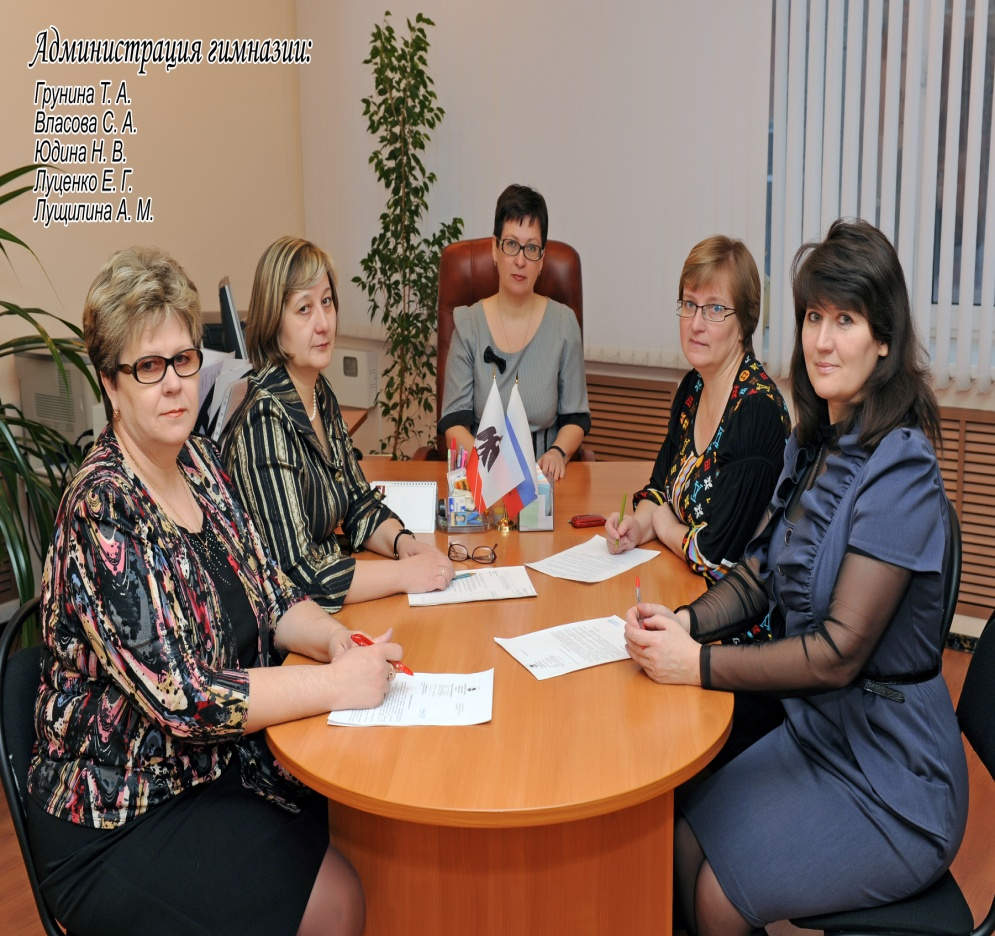 Администрация гимназии:
Грунина Т. А.
Власова С. А.
Юдина Н. В.
Луценко Е. Г.
Лущилина А. М.